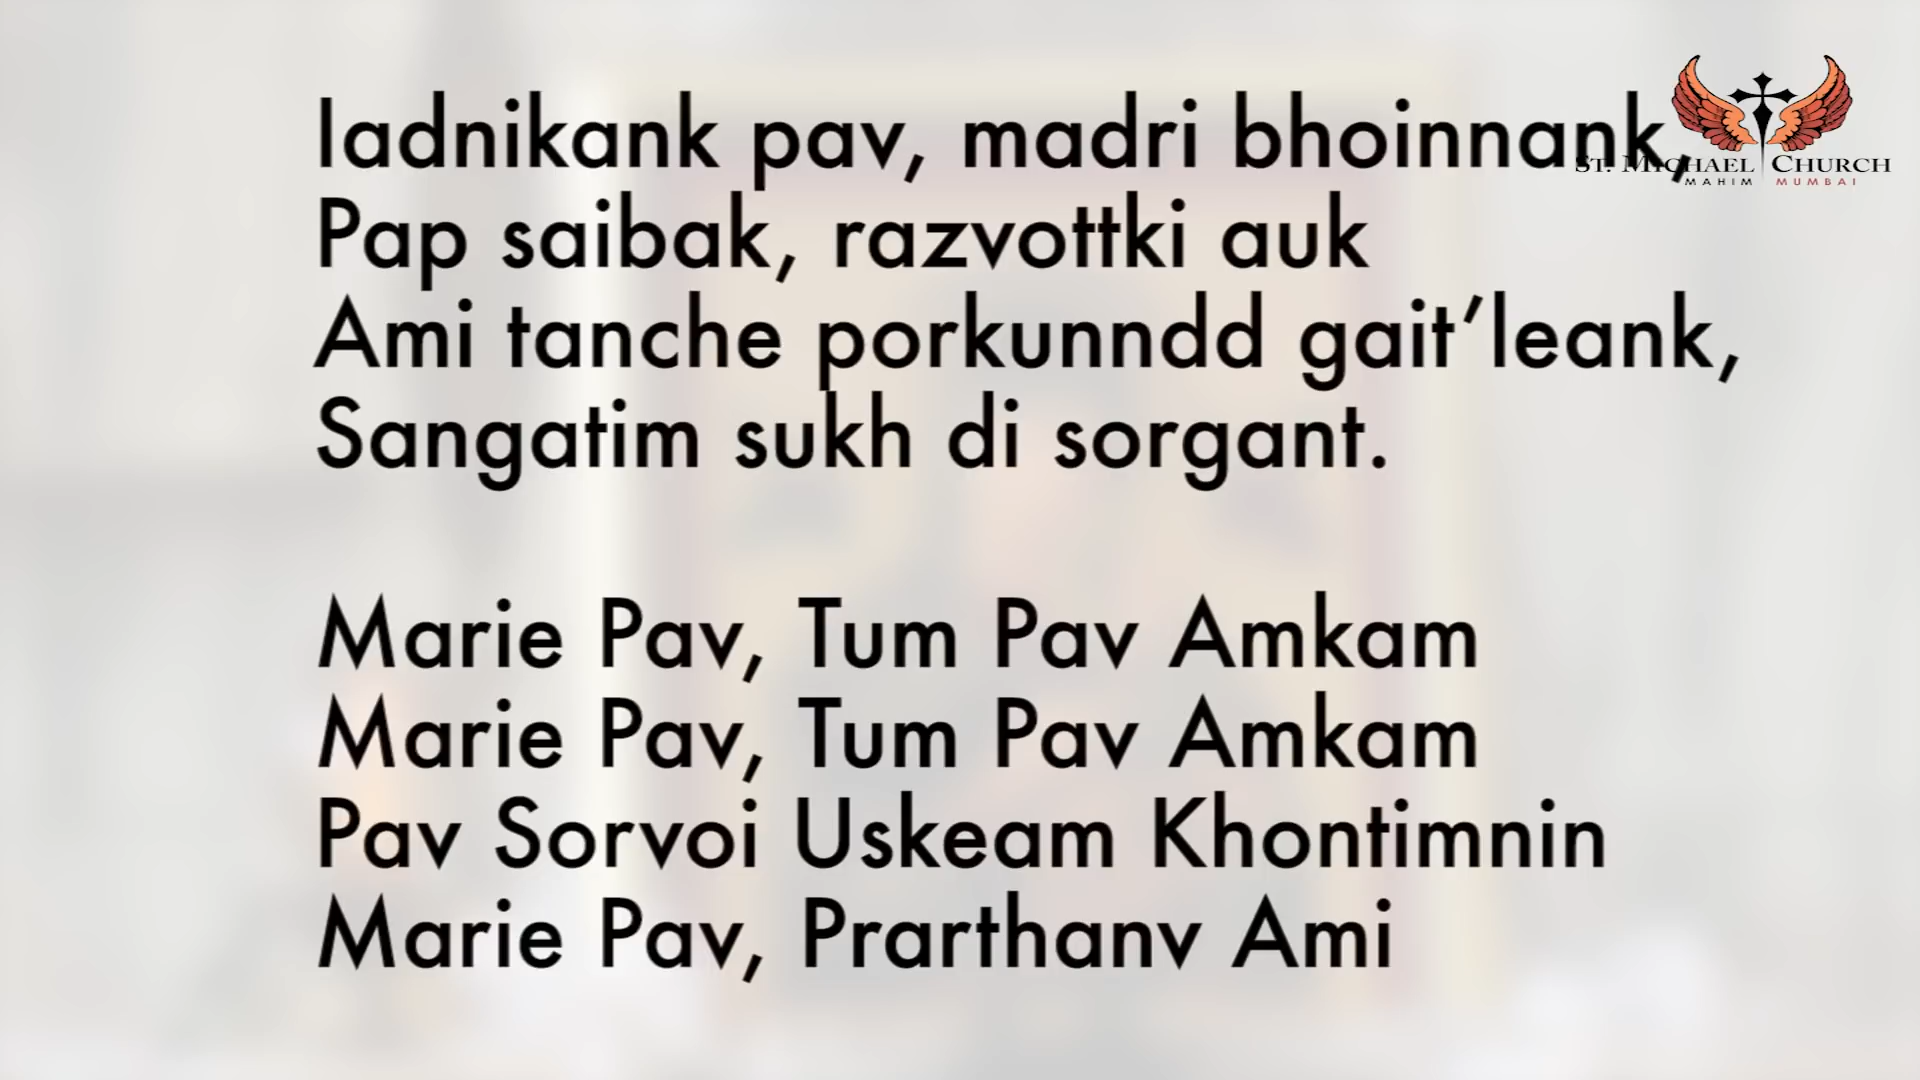 Iadnikank pav, madri bhoinnank,
Pap saibak, razvottki auk
Ami tanche porkunndd gait’leank,
Sangatim sukh di sorgant.
Marie Pav, Tum Pav Amkam
Marie Pav, Tum Pav Amkam
Pav Sorvoi Uskeam Khontimnin
Marie Pav, Prarthanv Ami
ST. MICHAEL CHURCH
MAHIM MUMBAI